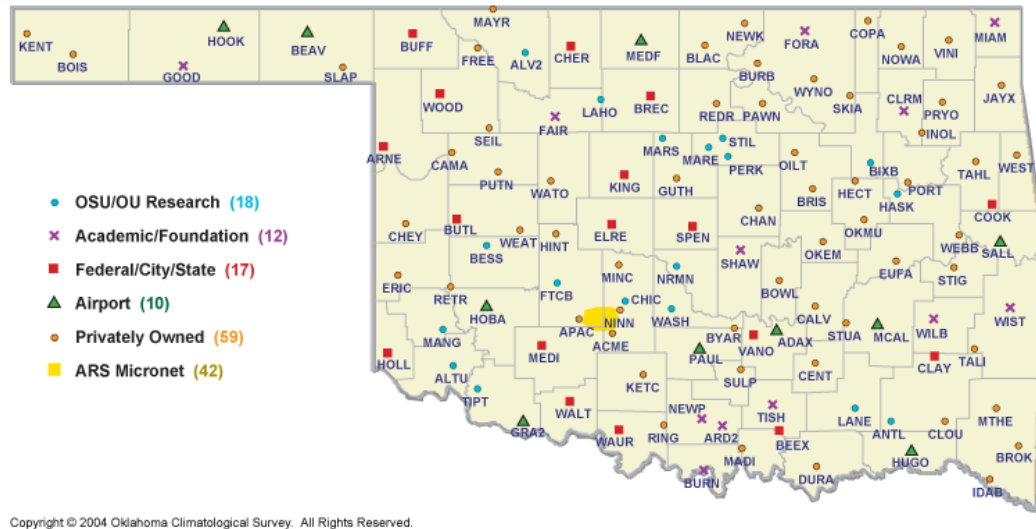 MAYR
KENT
HOOK
BEAV
BUFF
NEWK
FORA
COPA
MIAM
BOIS
GOOD
SLAP
FREE
ALV2
CHER
MEDF
BLAC
BURB
NOWA
VINI
WOOD
LAHO
BREC
REDR
PAWN
WYNO
SKIA
CLRM
PRYO
JAYX
SEIL
FAIR
INOL
ARNE
CAMA
MARS
MARE
STIL
PERK
OILT
BIXB
TAHL
WEST
PUTN
WATO
KING
GUTH
BRIS
HECT
PORT
HASK
COOK
OSU/OU Research (18)
Academic/Foundation (12)
Federal/City/State (17)
Airport (10)
Privately Owned (59)
ARS Micronet (42)
CHEY
BUTL
WEAT
HINT
ELRE
SPEN
CHAN
OKMU
WEBB
SALL
BESS
SHAW
OKEM
ERIC
RETR
FTCB
MINC
NRMN
BOWL
EUFA
STIG
HOBA
CHIC
WASH
CALV
WIST
MANG
APAC
NINN
ACME
BYAR
VANO
ADAX
STUA
MCAL
WILB
HOLL
MEDI
PAUL
SULP
CENT
CLAY
TALI
ALTU
TIPT
KETC
GRA2
WALT
WAUR
RING
NEWP
ARD2
TISH
BEEX
LANE
ANTL
CLOU
MTHE
BURN
MADI
DURA
HUGO
BROK
IDAB
Copyright © 2004 Oklahoma Climatological Survey. All Rights Reserved.